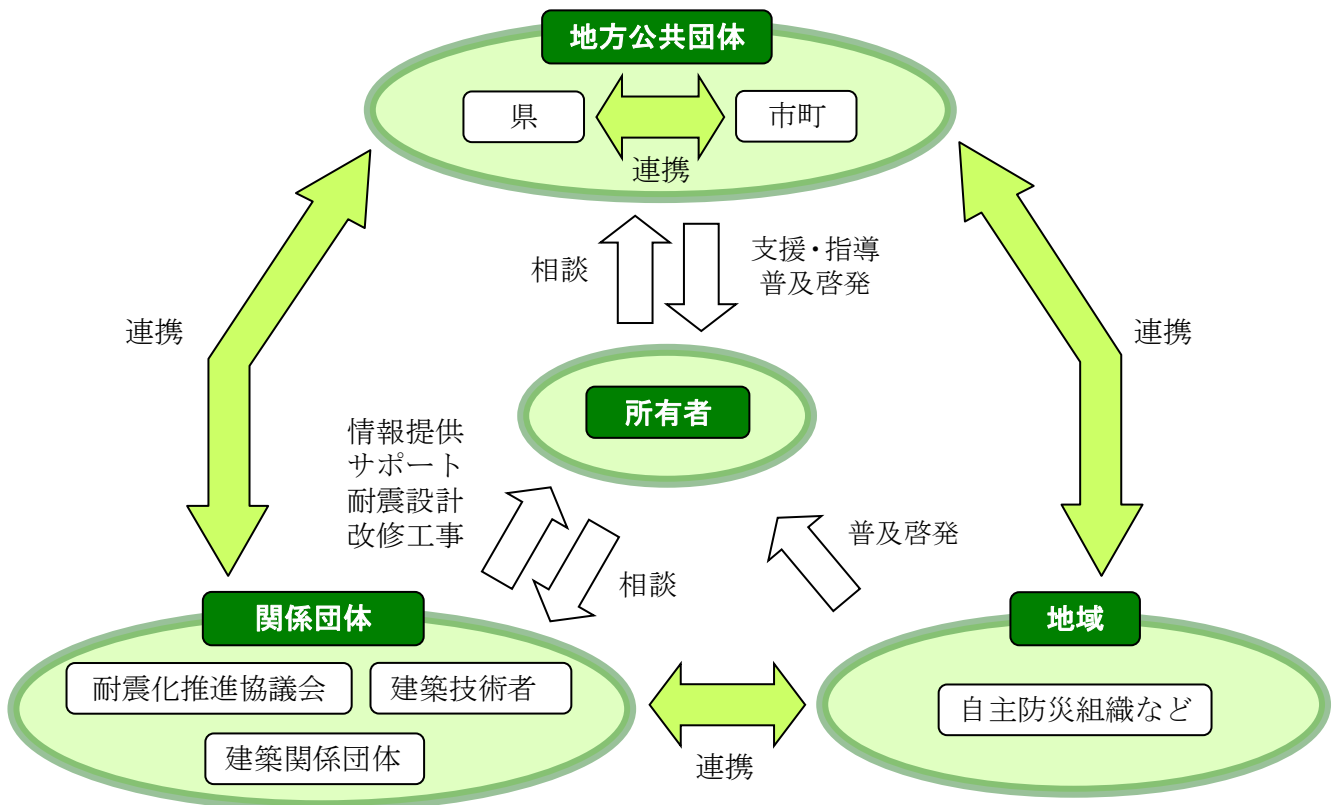 地方公共団体
県
市町
連携
相談
支援・指導
普及啓発
連携
連携
所有者
情報提供
サポート
耐震設計
改修工事
相談
普及啓発
関係団体
耐震化推進協議会
建築技術者
建築関係団体
連携
地域
自主防災組織など